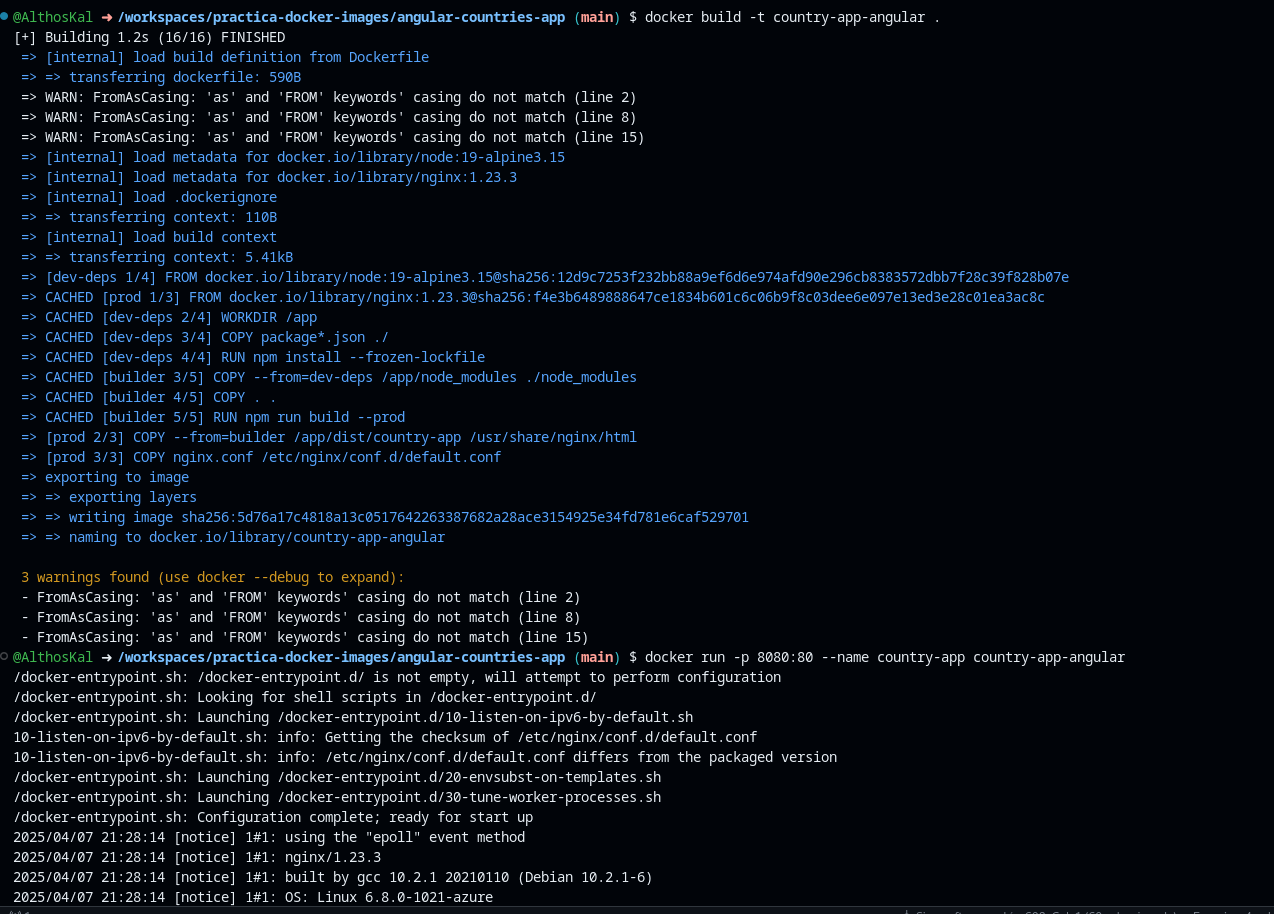 @AlthosKal ➜ /workspaces/practica-docker-images/angular-countries-app (main) $ docker build -t country-app-angular .
[+] Building 1.2s (16/16) FINISHED
=> [internal] load build definition from Dockerfile
=> => transferring dockerfile: 590B
=> WARN: FromAsCasing: 'as' and 'FROM' keywords' casing do not match (line 2)
=> WARN: FromAsCasing: 'as' and 'FROM' keywords' casing do not match (line 8)
=> WARN: FromAsCasing: 'as' and 'FROM' keywords' casing do not match (line 15)
=> [internal] load metadata for docker.io/library/node:19-alpine3.15
=> [internal] load metadata for docker.io/library/nginx:1.23.3
=> [internal] load .dockerignore
=> => transferring context: 110B
=> [internal] load build context
=> => transferring context: 5.41kB
=> [dev-deps 1/4] FROM docker.io/library/node:19-alpine3.15@sha256:12d9c7253f232bb88a9ef6d6e974afd90e296cb8383572dbb7f28c39f828b07e
=> CACHED [prod 1/3] FROM docker.io/library/nginx:1.23.3@sha256:f4e3b6489888647ce1834b601c6c06b9f8c03dee6e097e13ed3e28c01ea3ac8c
=> CACHED [dev-deps 2/4] WORKDIR /app
=> CACHED [dev-deps 3/4] COPY package*.json ./
=> CACHED [dev-deps 4/4] RUN npm install --frozen-lockfile
=> CACHED [builder 3/5] COPY --from=dev-deps /app/node_modules ./node_modules
=> CACHED [builder 4/5] COPY . .
=> CACHED [builder 5/5] RUN npm run build --prod
=> [prod 2/3] COPY --from=builder /app/dist/country-app /usr/share/nginx/html
=> [prod 3/3] COPY nginx.conf /etc/nginx/conf.d/default.conf
=> exporting to image
=> => exporting layers
=> => writing image sha256:5d76a17c4818a13c0517642263387682a28ace3154925e34fd781e6caf529701
=> => naming to docker.io/library/country-app-angular
3 warnings found (use docker --debug to expand):
- FromAsCasing: 'as' and 'FROM' keywords' casing do not match (line 2)
- FromAsCasing: 'as' and 'FROM' keywords' casing do not match (line 8)
- FromAsCasing: 'as' and 'FROM' keywords' casing do not match (line 15)
@AlthosKal ➜ /workspaces/practica-docker-images/angular-countries-app (main) $ docker run -p 8080:80 --name country-app country-app-angular
/docker-entrypoint.sh: /docker-entrypoint.d/ is not empty, will attempt to perform configuration
/docker-entrypoint.sh: Looking for shell scripts in /docker-entrypoint.d/
/docker-entrypoint.sh: Launching /docker-entrypoint.d/10-listen-on-ipv6-by-default.sh
10-listen-on-ipv6-by-default.sh: info: Getting the checksum of /etc/nginx/conf.d/default.conf
10-listen-on-ipv6-by-default.sh: info: /etc/nginx/conf.d/default.conf differs from the packaged version
/docker-entrypoint.sh: Launching /docker-entrypoint.d/20-envsubst-on-templates.sh
/docker-entrypoint.sh: Launching /docker-entrypoint.d/30-tune-worker-processes.sh
/docker-entrypoint.sh: Configuration complete; ready for start up
2025/04/07 21:28:14 [notice] 1#1: using the "epoll" event method
2025/04/07 21:28:14 [notice] 1#1: nginx/1.23.3
2025/04/07 21:28:14 [notice] 1#1: built by gcc 10.2.1 20210110 (Debian 10.2.1-6)
2025/04/07 21:28:14 [notice] 1#1: OS: Linux 6.8.0-1021-azure